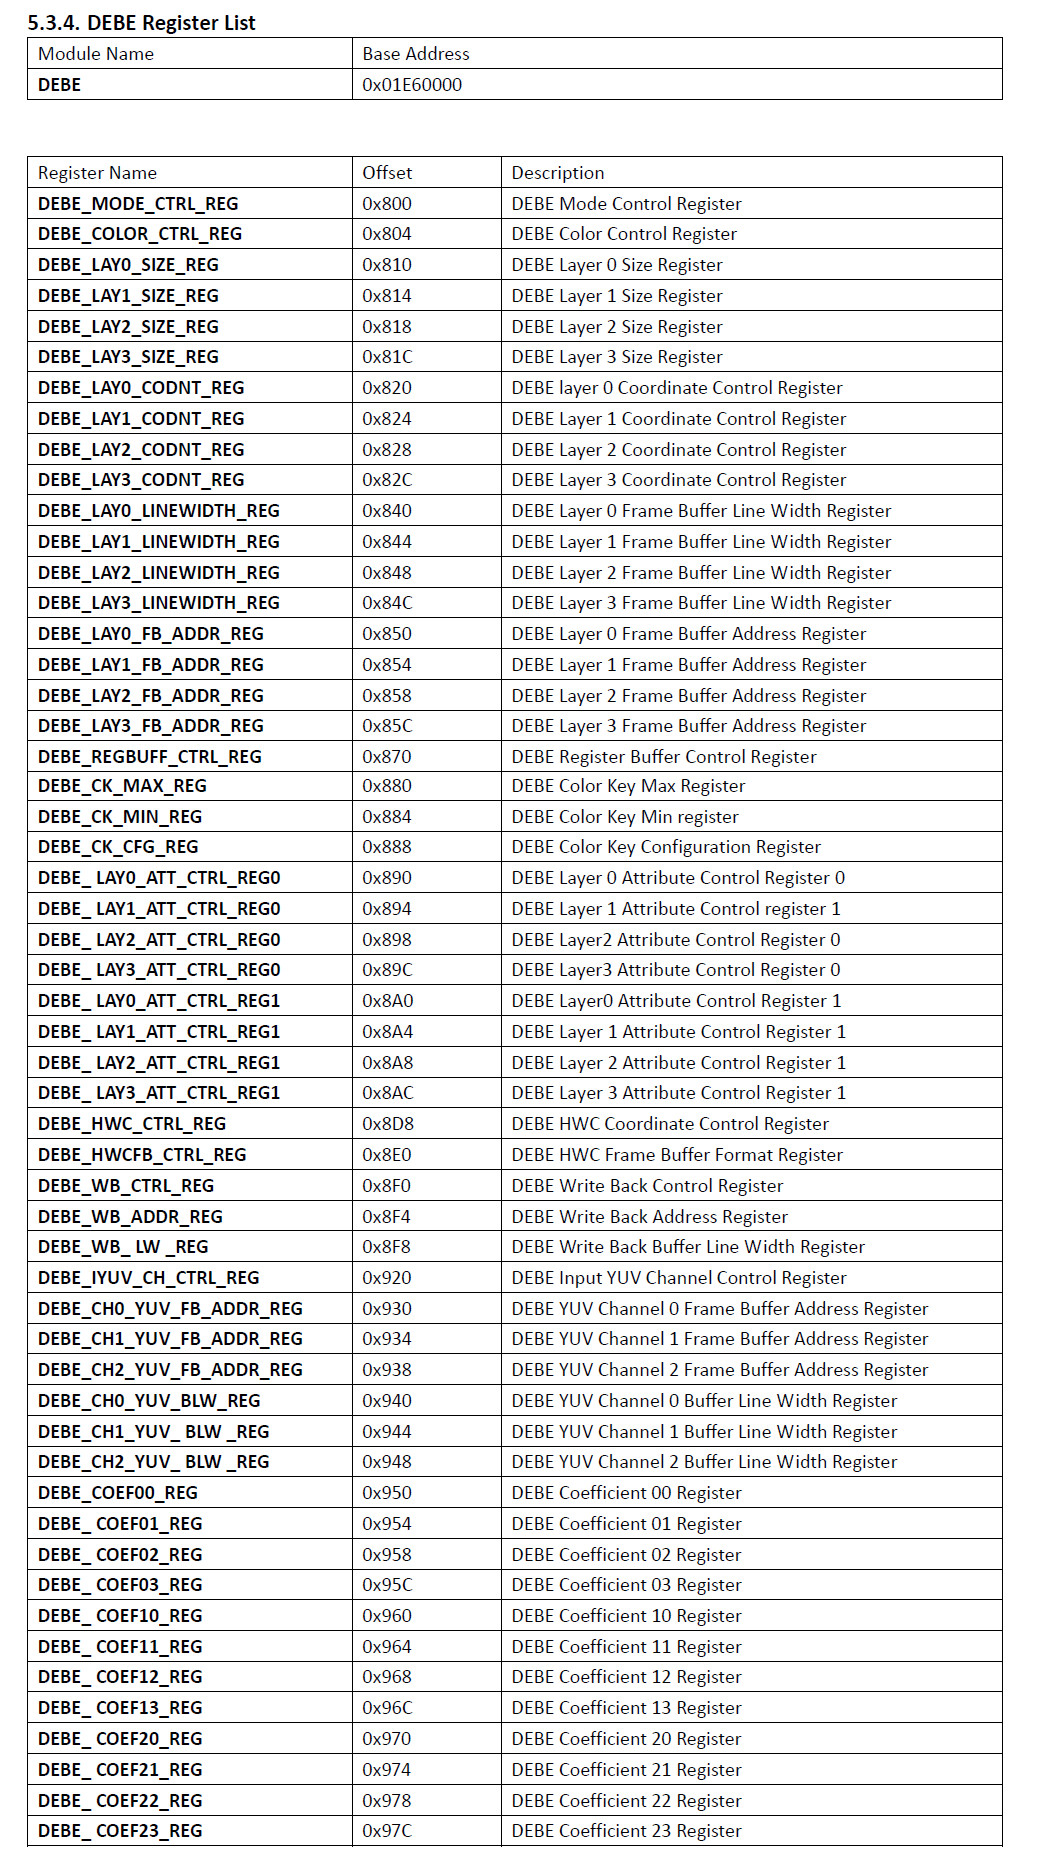 5.3.4. DEBE Register List
Module Name Base Address
DEBE 0x01E60000
Register Name Offset Description
DEBE_MODE_CTRL_REG 0x800 DEBE Mode Control Register
DEBE_COLOR_CTRL_REG 0x804 DEBE Color Control Register
DEBE_LAY0_SIZE_REG 0x810 DEBE Layer 0 Size Register
DEBE_LAY1_SIZE_REG 0x814 DEBE Layer 1 Size Register
DEBE_LAY2_SIZE_REG 0x818 DEBE Layer 2 Size Register
DEBE_LAY3_SIZE_REG 0x81C DEBE Layer 3 Size Register
DEBE_LAY0_CODNT_REG 0x820 DEBE layer 0 Coordinate Control Register
DEBE_LAY1_CODNT_REG 0x824 DEBE Layer 1 Coordinate Control Register
DEBE_LAY2_CODNT_REG 0x828 DEBE Layer 2 Coordinate Control Register
DEBE_LAY3_CODNT_REG 0x82C DEBE Layer 3 Coordinate Control Register
DEBE_LAY0_LINEWIDTH_REG 0x840 DEBE Layer 0 Frame Buffer Line Width Register
DEBE_LAY1_LINEWIDTH_REG 0x844 DEBE Layer 1 Frame Buffer Line Width Register
DEBE_LAY2_LINEWIDTH_REG 0x848 DEBE Layer 2 Frame Buffer Line Width Register
DEBE_LAY3_LINEWIDTH_REG 0x84C DEBE Layer 3 Frame Buffer Line Width Register
DEBE_LAY0_FB_ADDR_REG 0x850 DEBE Layer 0 Frame Buffer Address Register
DEBE_LAY1_FB_ADDR_REG 0x854 DEBE Layer 1 Frame Buffer Address Register
DEBE_LAY2_FB_ADDR_REG 0x858 DEBE Layer 2 Frame Buffer Address Register
DEBE_LAY3_FB_ADDR_REG 0x85C DEBE Layer 3 Frame Buffer Address Register
DEBE_REGBUFF_CTRL_REG 0x870 DEBE Register Buffer Control Register
DEBE_CK_MAX_REG 0x880 DEBE Color Key Max Register
DEBE_CK_MIN_REG 0x884 DEBE Color Key Min register
DEBE_CK_CFG_REG 0x888 DEBE Color Key Configuration Register
DEBE_ LAY0_ATT_CTRL_REG0 0x890 DEBE Layer 0 Attribute Control Register 0
DEBE_ LAY1_ATT_CTRL_REG0 0x894 DEBE Layer 1 Attribute Control register 1
DEBE_ LAY2_ATT_CTRL_REG0 0x898 DEBE Layer2 Attribute Control Register 0
DEBE_ LAY3_ATT_CTRL_REG0 0x89C DEBE Layer3 Attribute Control Register 0
DEBE_ LAY0_ATT_CTRL_REG1 0x8A0 DEBE Layer0 Attribute Control Register 1
DEBE_ LAY1_ATT_CTRL_REG1 0x8A4 DEBE Layer 1 Attribute Control Register 1
DEBE_ LAY2_ATT_CTRL_REG1 0x8A8 DEBE Layer 2 Attribute Control Register 1
DEBE_ LAY3_ATT_CTRL_REG1 0x8AC DEBE Layer 3 Attribute Control Register 1
DEBE_HWC_CTRL_REG 0x8D8 DEBE HWC Coordinate Control Register
DEBE_HWCFB_CTRL_REG 0x8E0 DEBE HWC Frame Buffer Format Register
DEBE_WB_CTRL_REG 0x8F0 DEBE Write Back Control Register
DEBE_WB_ADDR_REG 0x8F4 DEBE Write Back Address Register
DEBE_WB_ LW _REG 0x8F8 DEBE Write Back Buffer Line Width Register
DEBE_IYUV_CH_CTRL_REG 0x920 DEBE Input YUV Channel Control Register
DEBE_CH0_YUV_FB_ADDR_REG 0x930 DEBE YUV Channel 0 Frame Buffer Address Register
DEBE_CH1_YUV_FB_ADDR_REG 0x934 DEBE YUV Channel 1 Frame Buffer Address Register
DEBE_CH2_YUV_FB_ADDR_REG 0x938 DEBE YUV Channel 2 Frame Buffer Address Register
DEBE_CH0_YUV_BLW_REG 0x940 DEBE YUV Channel 0 Buffer Line Width Register
DEBE_CH1_YUV_ BLW _REG 0x944 DEBE YUV Channel 1 Buffer Line Width Register
DEBE_CH2_YUV_ BLW _REG 0x948 DEBE YUV Channel 2 Buffer Line Width Register
DEBE_COEF00_REG 0x950 DEBE Coefficient 00 Register
DEBE_ COEF01_REG 0x954 DEBE Coefficient 01 Register
DEBE_ COEF02_REG 0x958 DEBE Coefficient 02 Register
DEBE_ COEF03_REG 0x95C DEBE Coefficient 03 Register
DEBE_ COEF10_REG 0x960 DEBE Coefficient 10 Register
DEBE_ COEF11_REG 0x964 DEBE Coefficient 11 Register
DEBE_ COEF12_REG 0x968 DEBE Coefficient 12 Register
DEBE_ COEF13_REG 0x96C DEBE Coefficient 13 Register
DEBE_ COEF20_REG 0x970 DEBE Coefficient 20 Register
DEBE_ COEF21_REG 0x974 DEBE Coefficient 21 Register
DEBE_ COEF22_REG 0x978 DEBE Coefficient 22 Register
DEBE_ COEF23_REG 0x97C DEBE Coefficient 23 Register